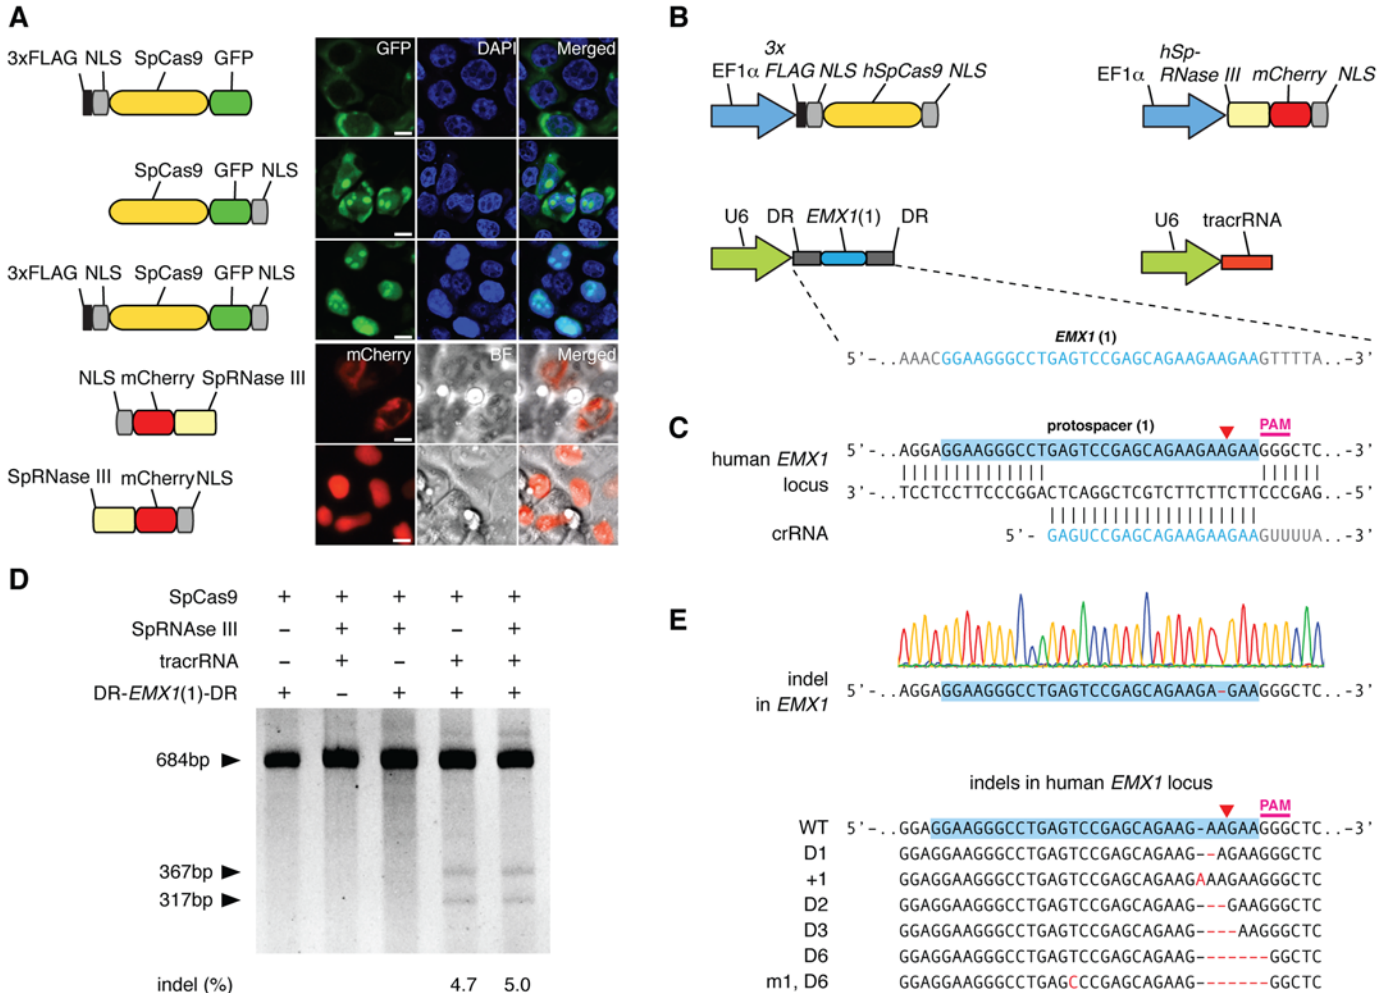 A
3xFLAG NLS SpCas9 GFP
GFP DAPI Merged
SpCas9 GFP NLS
3xFLAG NLS SpCas9 GFP NLS
NLS mCherry SpRNase III
mCherry BF Merged
SpRNase III mCherry NLS
B
EF1α 3x FLAG NLS hSpCas9 NLS
EF1α hSp-RNase III mCherry NLS
U6 DR EMX1(1) DR
U6 tracrRNA
EMX1 (1)
5'-..AAACGGAAGGGCCTGAGTCCGAGCAGAAGAAGAAGTTTTA..-3'
C
protospacer (1) PAM
human EMX1 locus
5'-..AGGAGGAAGGGCCTGAGTCCGAGCAGAAGAAGAAGGGCTC..-3'
3'-TCCTCCTTCCCGGACTCAGGCTCGTCTTCTTCTTCCCGAG..-5'
crRNA 5'- GAGUCCGAGCAGAAGAAGAAGUUUUA..-3'
D
SpCas9 + + + + +
SpRNAse III – + + – +
tracrRNA – + – + +
DR-EMX1(1)-DR + – + + +
684bp
367bp
317bp
indel (%) 4.7 5.0
E
indel in EMX1
5'-..AGGAGGAAGGGCCTGAGTCCGAGCAGAAGA-GAAGGGCTC..-3'
indels in human EMX1 locus
PAM
WT 5'-..GGAGGAAGGGCCTGAGTCCGAGCAGAAG-AAGAAGGGCTC..-3'
D1 GGAGGAAGGGCCTGAGTCCGAGCAGAAG--AGAAGGGCTC
+1 GGAGGAAGGGCCTGAGTCCGAGCAGAAGAAAGAAGGGCTC
D2 GGAGGAAGGGCCTGAGTCCGAGCAGAAG---GAAGGGCTC
D3 GGAGGAAGGGCCTGAGTCCGAGCAGAAG----AAGGGCTC
D6 GGAGGAAGGGCCTGAGTCCGAGCAGAAG-------GGCTC
m1, D6 GGAGGAAGGGCCTGAGCCCGAGCAGAAG-------GGCTC